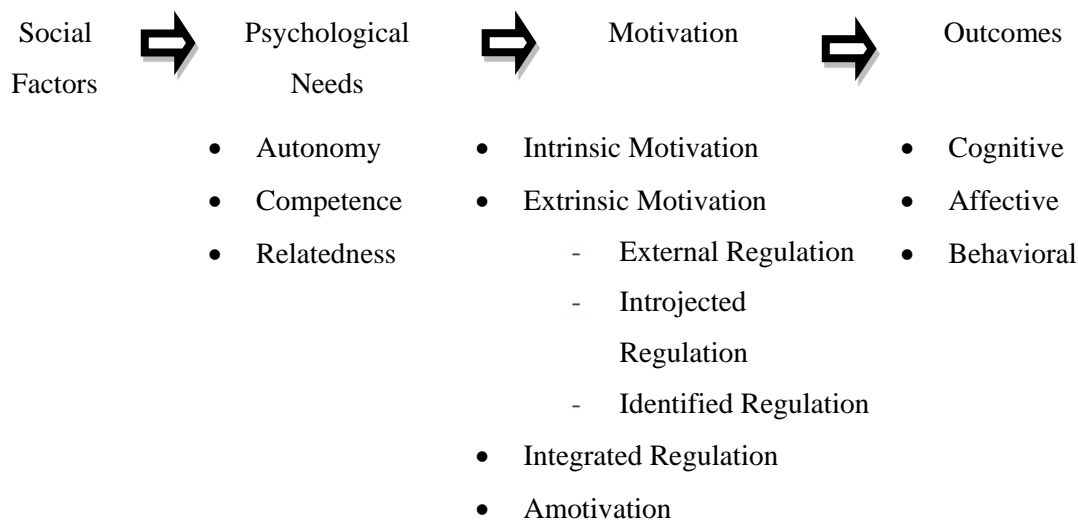 Social
Factors
Psychological
Needs
Motivation
Outcomes
• Autonomy
• Competence
• Relatedness
• Intrinsic Motivation
• Extrinsic Motivation
- External Regulation
- Introjected
Regulation
- Identified Regulation
• Integrated Regulation
• Amotivation
• Cognitive
• Affective
• Behavioral